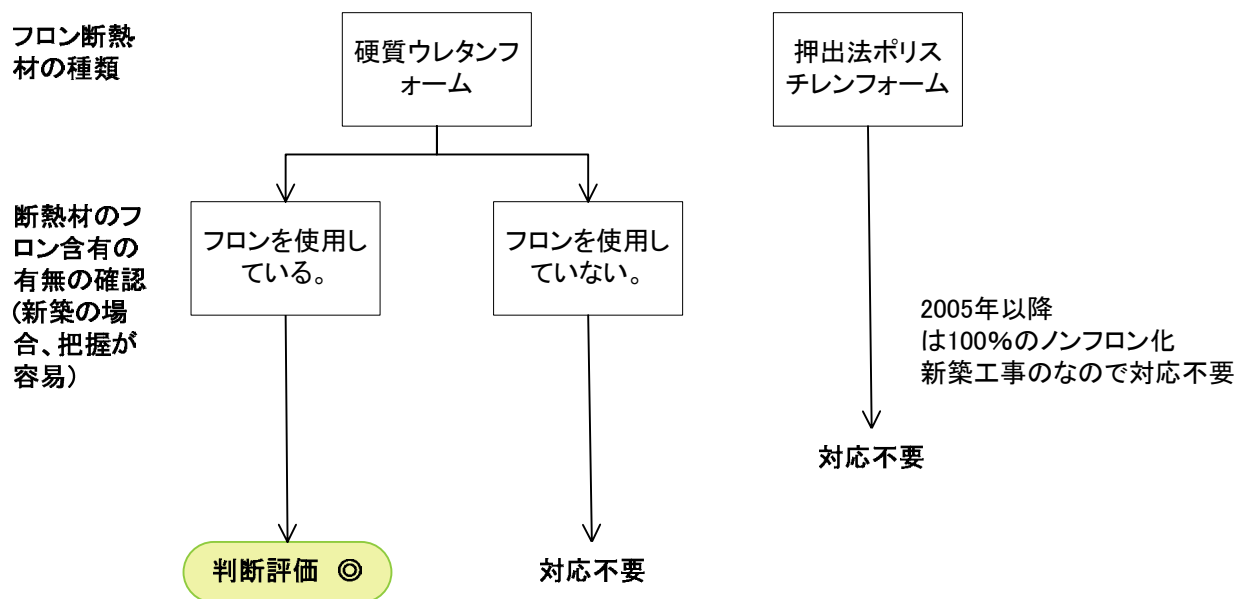 フロン断熱
材の種類
硬質ウレタンフ
ォーム
押出法ポリス
チレンフォーム
断熱材のフ
ロン含有の
有無の確認
(新築の場
合、把握が
容易)
フロンを使用し
ている。
フロンを使用し
ていない。
2005年以降
は100%のノンフロン化
新築工事のなので対応不要
対応不要
判断評価 ◎
対応不要